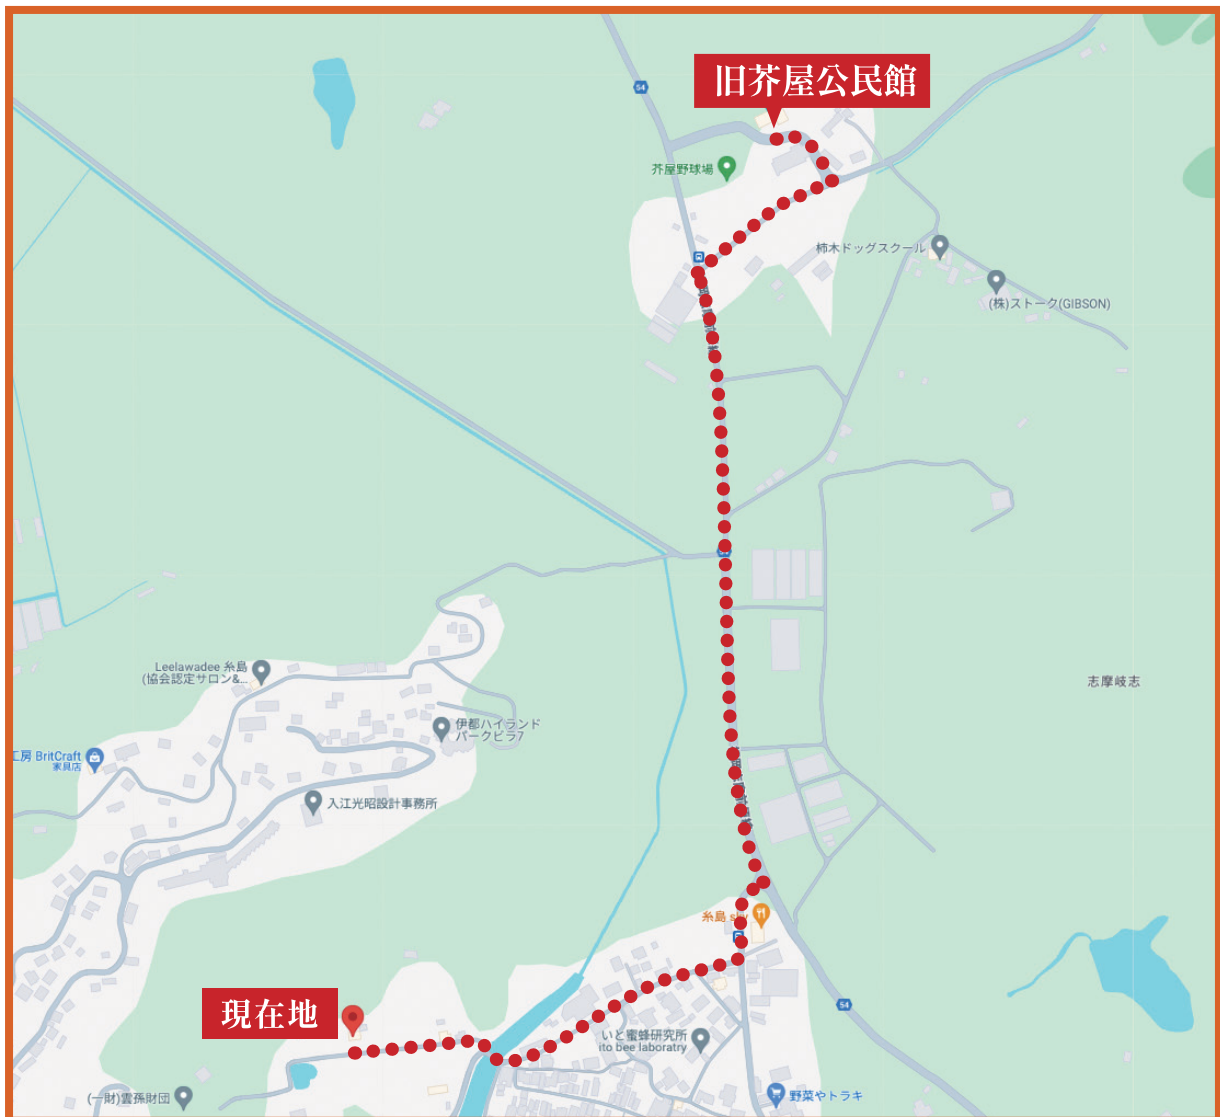 旧芥屋公民館
54
芥屋野球場
柿木ドッグスクール
(株)ストーク(GIBSON)
志摩岐志
Leelawadee 糸島
(協会認定サロン&...
伊都ハイランド
パークビラ7
工房 BritCraft
家具店
入江光昭設計事務所
糸島 sky
54
現在地
いと蜜蜂研究所
ito bee laboratry
(一財)雲孫財団
野菜やトラキ